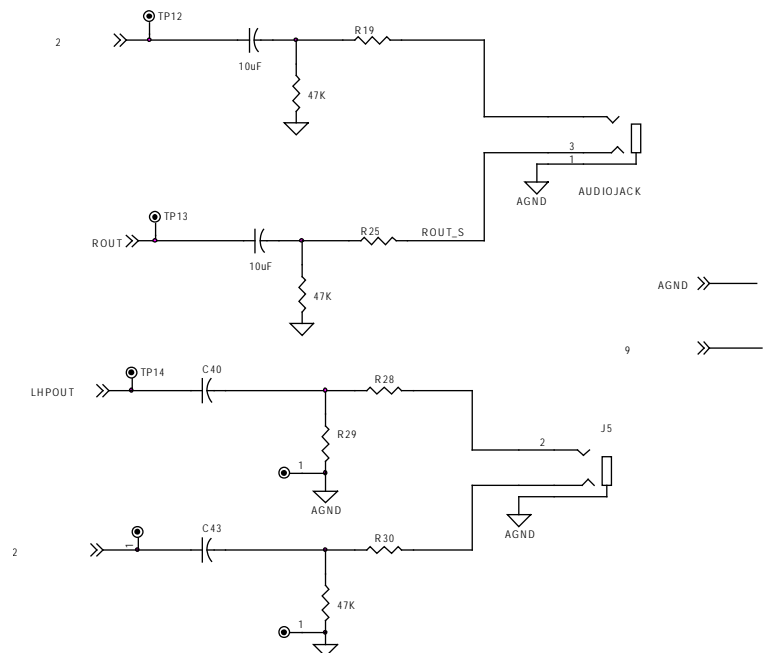 TP12
2
R19
10uF
47K
3
1
AUDIOJACK
AGND
TP13
ROUT
R25
ROUT_S
10uF
AGND
47K
9
TP14
C40
R28
LHPOUT
J5
2
R29
1
AGND
AGND
C43
1
R30
2
47K
1